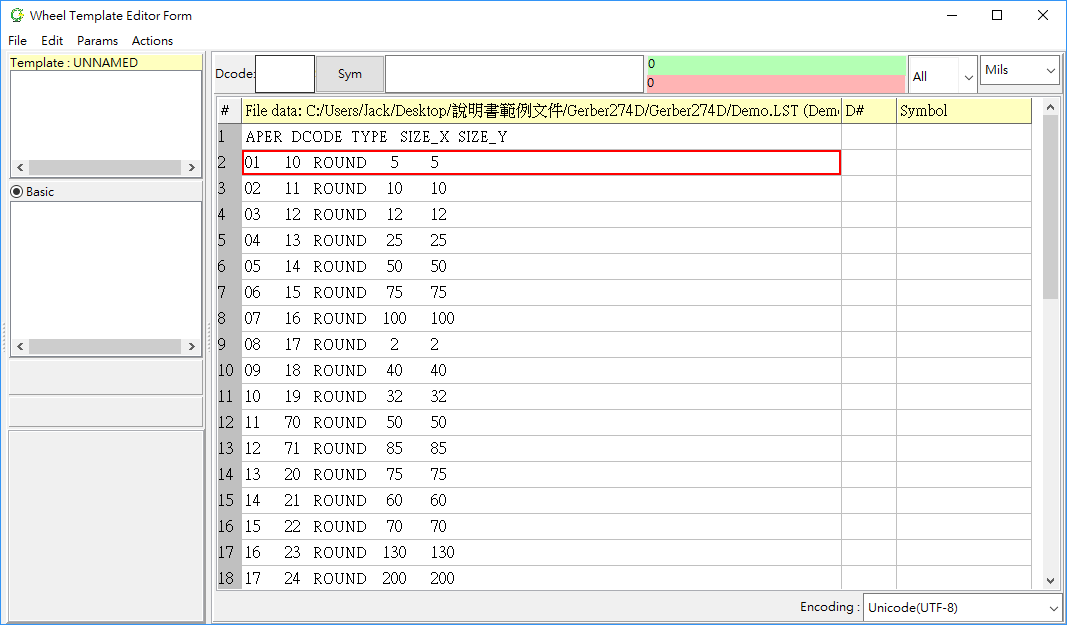 Wheel Template Editor Form
File Edit Params Actions
Template : UNNAMED
Basic
Dcode: Sym 0 All Mils
0
# File data: C:/Users/Jack/Desktop/說明書範例文件/Gerber274D/Gerber274D/Demo.LST (Dem D# Symbol
1 APER DCODE TYPE SIZE_X SIZE_Y
2 01 10 ROUND 5 5
3 02 11 ROUND 10 10
4 03 12 ROUND 12 12
5 04 13 ROUND 25 25
6 05 14 ROUND 50 50
7 06 15 ROUND 75 75
8 07 16 ROUND 100 100
9 08 17 ROUND 2 2
10 09 18 ROUND 40 40
11 10 19 ROUND 32 32
12 11 70 ROUND 50 50
13 12 71 ROUND 85 85
14 13 20 ROUND 75 75
15 14 21 ROUND 60 60
16 15 22 ROUND 70 70
17 16 23 ROUND 130 130
18 17 24 ROUND 200 200
Encoding : Unicode(UTF-8)